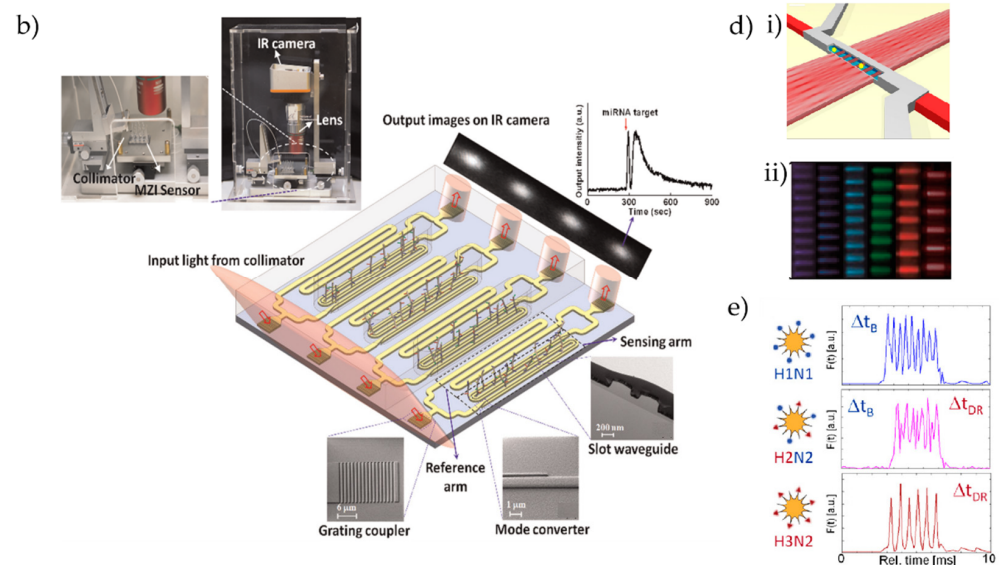 b)
IR camera
Lens
Collimator
MZI Sensor
Output images on IR camera
miRNA target
Output intensitiy (a.u.)
0
300
600
900
Time (sec)
Input light from collimator
Sensing arm
200 nm
Slot waveguide
Reference
arm
6 µm
Grating coupler
1 µm
Mode converter
d) i)
ii)
e)
H1N1
F(t) [a.u.]
Δt_B
H2N2
F(t) [a.u.]
Δt_B
Δt_DR
H3N2
F(t) [a.u.]
Δt_DR
0
Rel. time [ms]
10